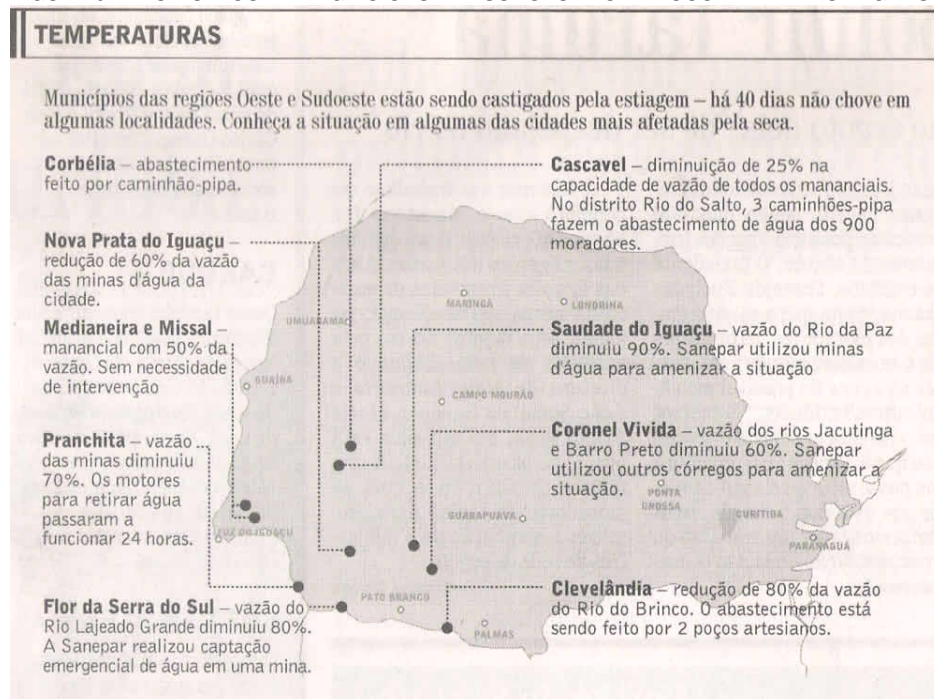 TEMPERATURAS
Municípios das regiões Oeste e Sudoeste estão sendo castigados pela estiagem – há 40 dias não chove em
algumas localidades. Conheça a situação em algumas das cidades mais afetadas pela seca.
Corbélia – abastecimento
feito por caminhão-pipa.
Nova Prata do Iguaçu –
redução de 60% da vazão
das minas d'água da
cidade.
Medianeira e Missal –
manancial com 50% da
vazão. Sem necessidade
de intervenção
Pranchita – vazão
das minas diminuiu
70%. Os motores
para retirar água
passaram a
funcionar 24 horas.
Flor da Serra do Sul – vazão do
Rio Lajeado Grande diminuiu 80%.
A Sanepar realizou captação
emergencial de água em uma mina.
Cascavel – diminuição de 25% na
capacidade de vazão de todos os mananciais.
No distrito Rio do Salto, 3 caminhões-pipa
fazem o abastecimento de água dos 900
moradores.
Saudade do Iguaçu – vazão do Rio da Paz
diminuiu 90%. Sanepar utilizou minas
d'água para amenizar a situação
Coronel Vivida – vazão dos rios Jacutinga
e Barro Preto diminuiu 60%. Sanepar
utilizou outros córregos para amenizar a
situação.
Clevelândia – redução de 80% da vazão
do Rio do Brinco. O abastecimento está
sendo feito por 2 poços artesianos.
MARINGÁ
LONDRINA
UMUARAMA
GUAÍRA
CAMPO MOURÃO
PONTA
GROSSA
GUARAPUAVA
CURITIBA
FOZ DO IGUAÇU
PARANAGUÁ
PATO BRANCO
PALMAS